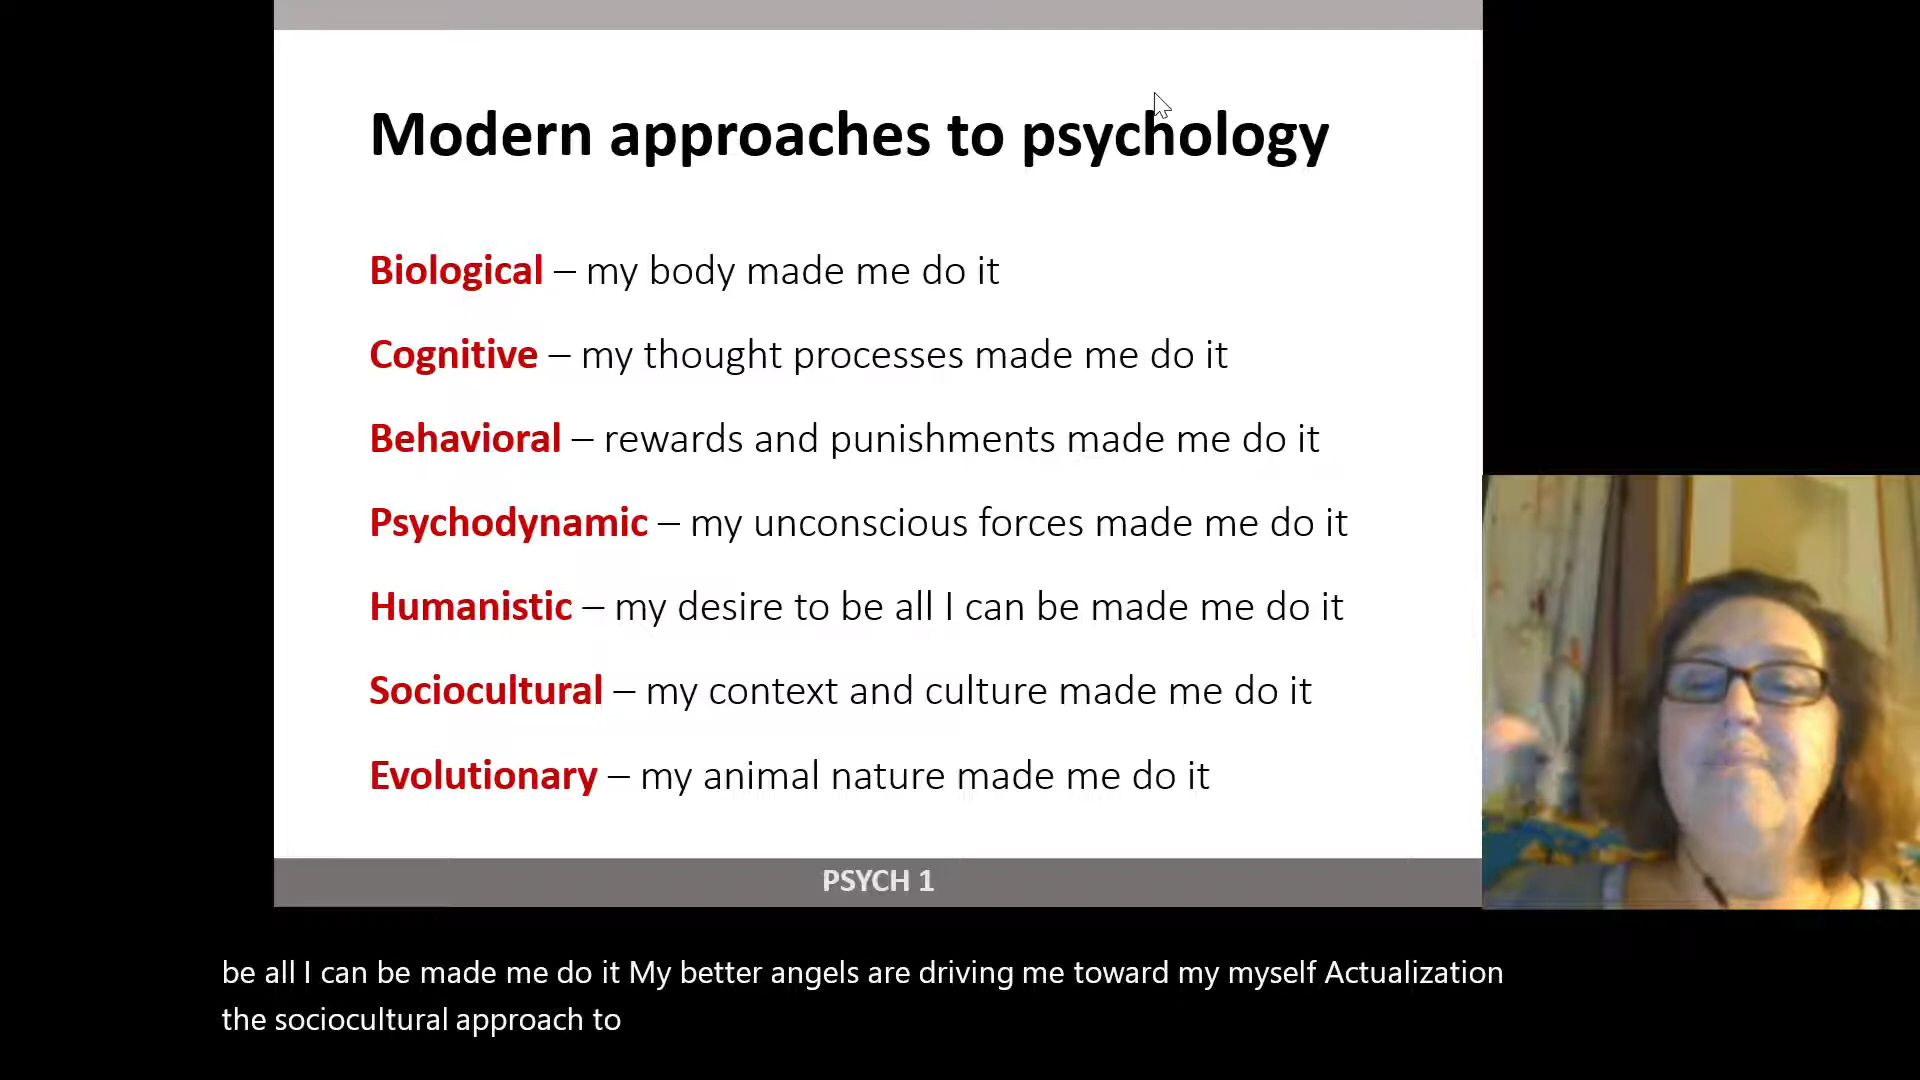 Modern approaches to psychology
Biological – my body made me do it
Cognitive – my thought processes made me do it
Behavioral – rewards and punishments made me do it
Psychodynamic – my unconscious forces made me do it
Humanistic – my desire to be all I can be made me do it
Sociocultural – my context and culture made me do it
Evolutionary – my animal nature made me do it
PSYCH 1
be all I can be made me do it My better angels are driving me toward my myself Actualization
the sociocultural approach to